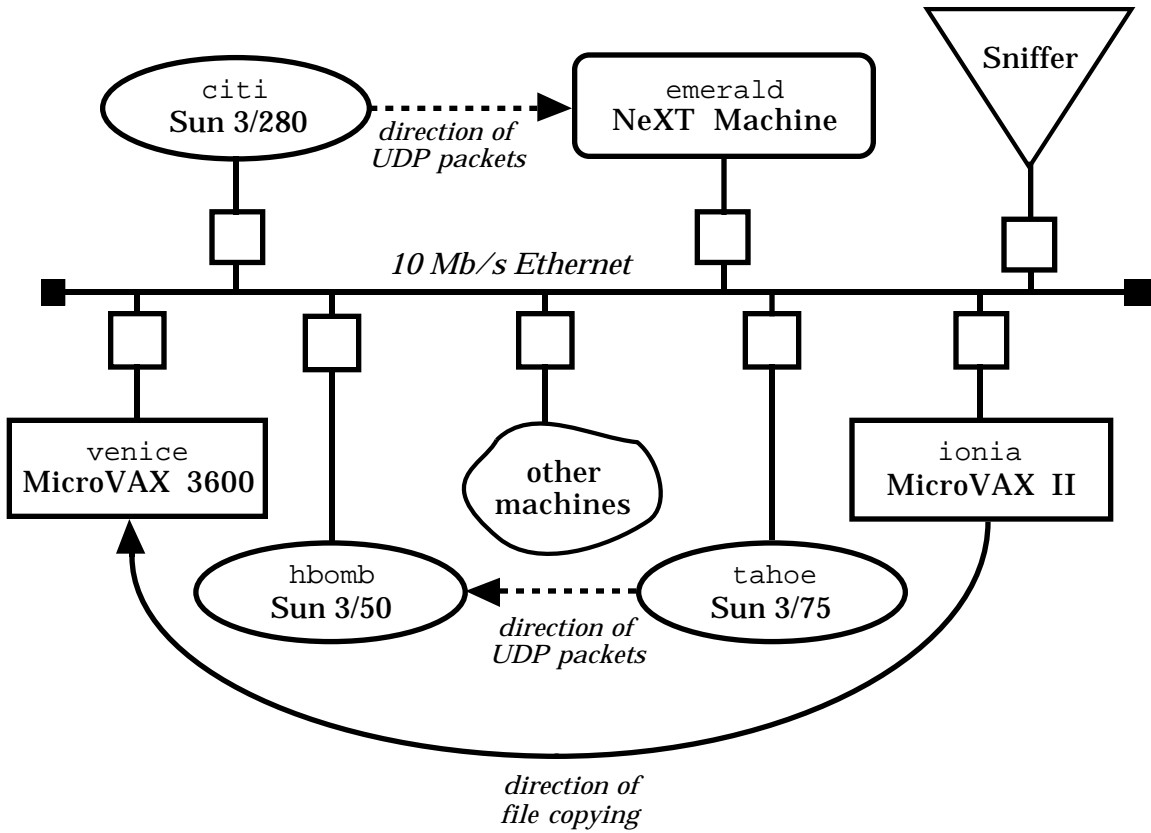 citi
Sun 3/280
direction of
UDP packets
emerald
NeXT Machine
Sniffer
10 Mb/s Ethernet
venice
MicroVAX 3600
other
machines
ionia
MicroVAX II
hbomb
Sun 3/50
tahoe
Sun 3/75
direction of
UDP packets
direction of
file copying